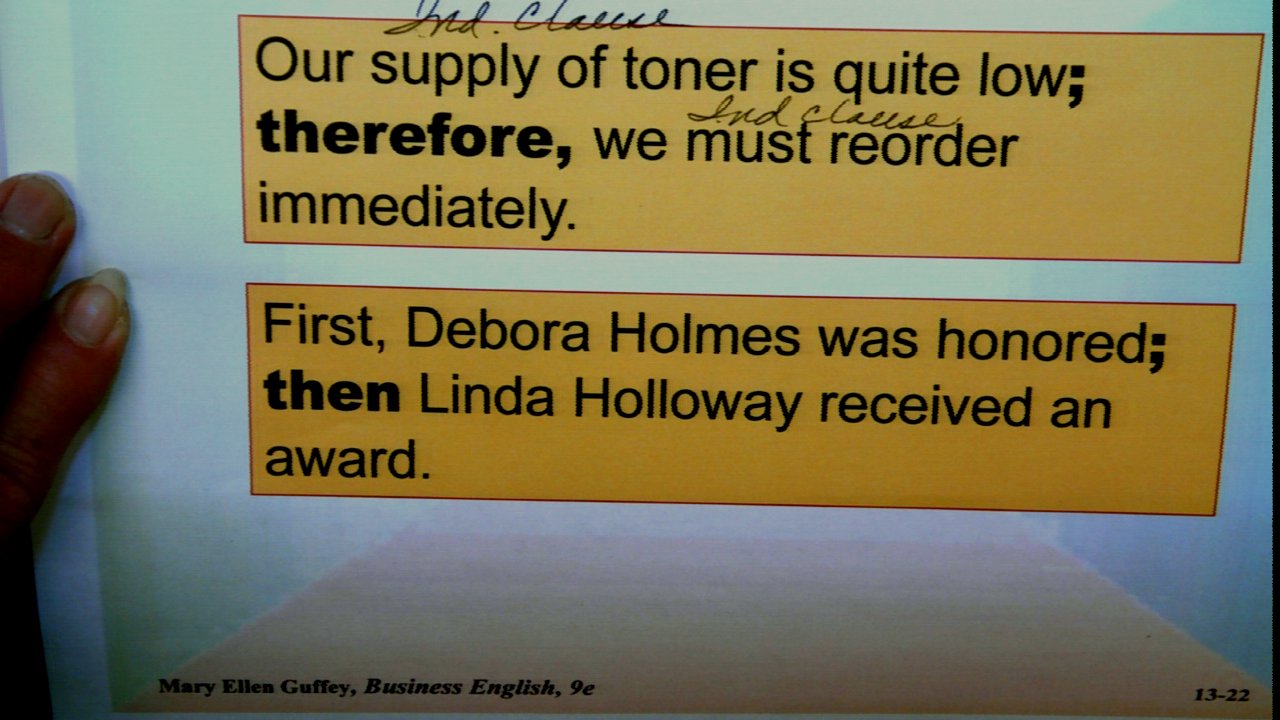 Ind. Clause
Our supply of toner is quite low;
Ind clause
therefore, we must reorder
immediately.
First, Debora Holmes was honored;
then Linda Holloway received an
award.
Mary Ellen Guffey, Business English, 9e
13-22